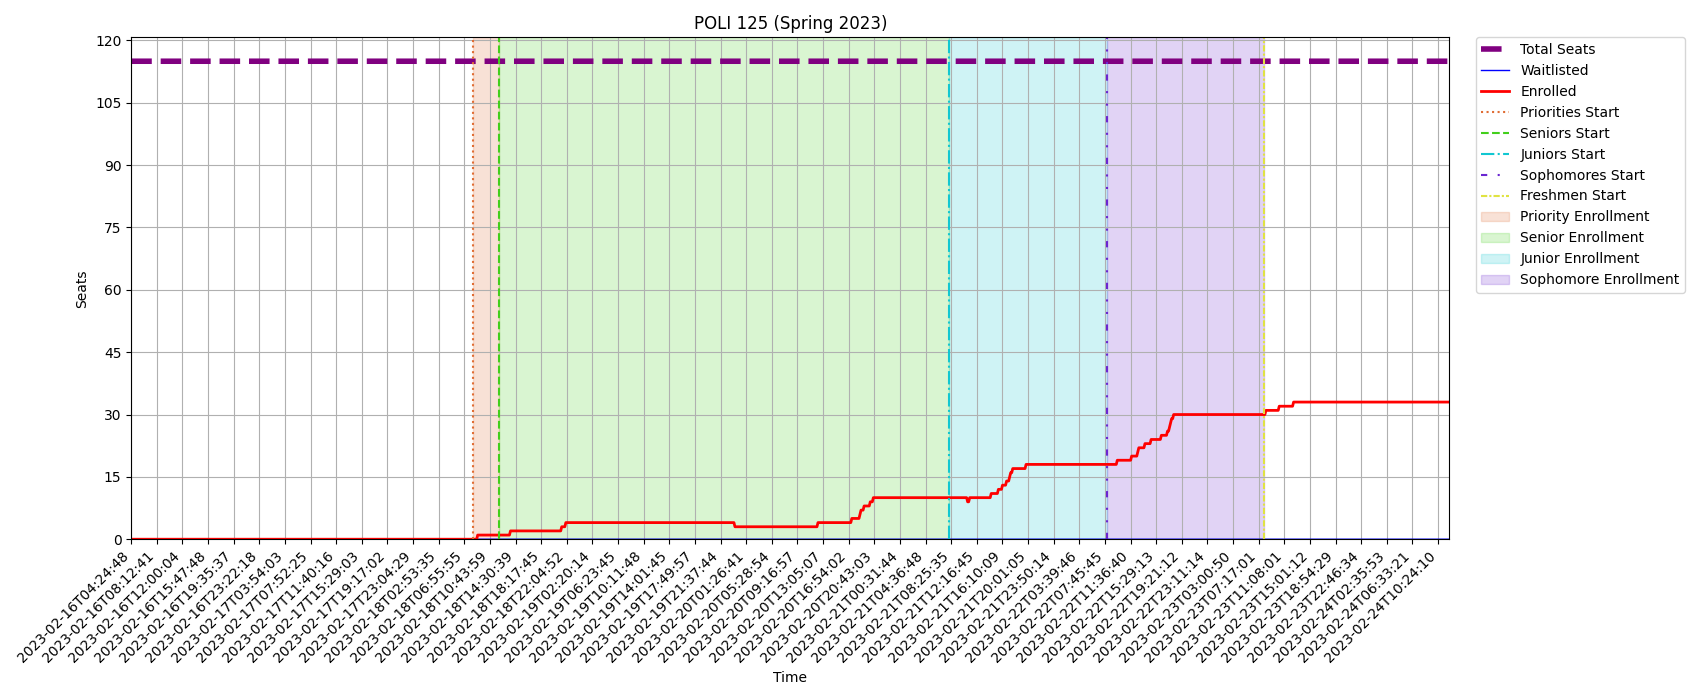 POLI 125 (Spring 2023)
120
105
90
75
60
45
30
15
0
Seats
2023-02-16T04:24:48
2023-02-16T08:12:41
2023-02-16T12:00:04
2023-02-16T15:47:48
2023-02-16T19:35:37
2023-02-16T23:22:18
2023-02-17T03:54:03
2023-02-17T07:52:25
2023-02-17T11:40:16
2023-02-17T15:29:03
2023-02-17T19:17:02
2023-02-17T23:04:29
2023-02-18T02:53:35
2023-02-18T06:55:55
2023-02-18T10:43:59
2023-02-18T14:30:39
2023-02-18T18:17:45
2023-02-18T22:04:52
2023-02-19T02:20:14
2023-02-19T06:23:45
2023-02-19T10:11:48
2023-02-19T14:01:45
2023-02-19T17:49:57
2023-02-19T21:37:44
2023-02-20T01:26:41
2023-02-20T05:28:54
2023-02-20T09:16:57
2023-02-20T13:05:07
2023-02-20T16:54:02
2023-02-20T20:43:03
2023-02-21T00:31:44
2023-02-21T04:36:48
2023-02-21T08:25:35
2023-02-21T12:16:45
2023-02-21T16:10:09
2023-02-21T20:01:05
2023-02-21T23:50:14
2023-02-22T03:39:46
2023-02-22T07:45:45
2023-02-22T11:36:40
2023-02-22T15:29:13
2023-02-22T19:21:12
2023-02-22T23:11:14
2023-02-23T03:00:50
2023-02-23T07:17:01
2023-02-23T11:08:01
2023-02-23T15:01:12
2023-02-23T18:54:29
2023-02-23T22:46:34
2023-02-24T02:35:53
2023-02-24T06:33:21
2023-02-24T10:24:10
Time
Total Seats
Waitlisted
Enrolled
Priorities Start
Seniors Start
Juniors Start
Sophomores Start
Freshmen Start
Priority Enrollment
Senior Enrollment
Junior Enrollment
Sophomore Enrollment